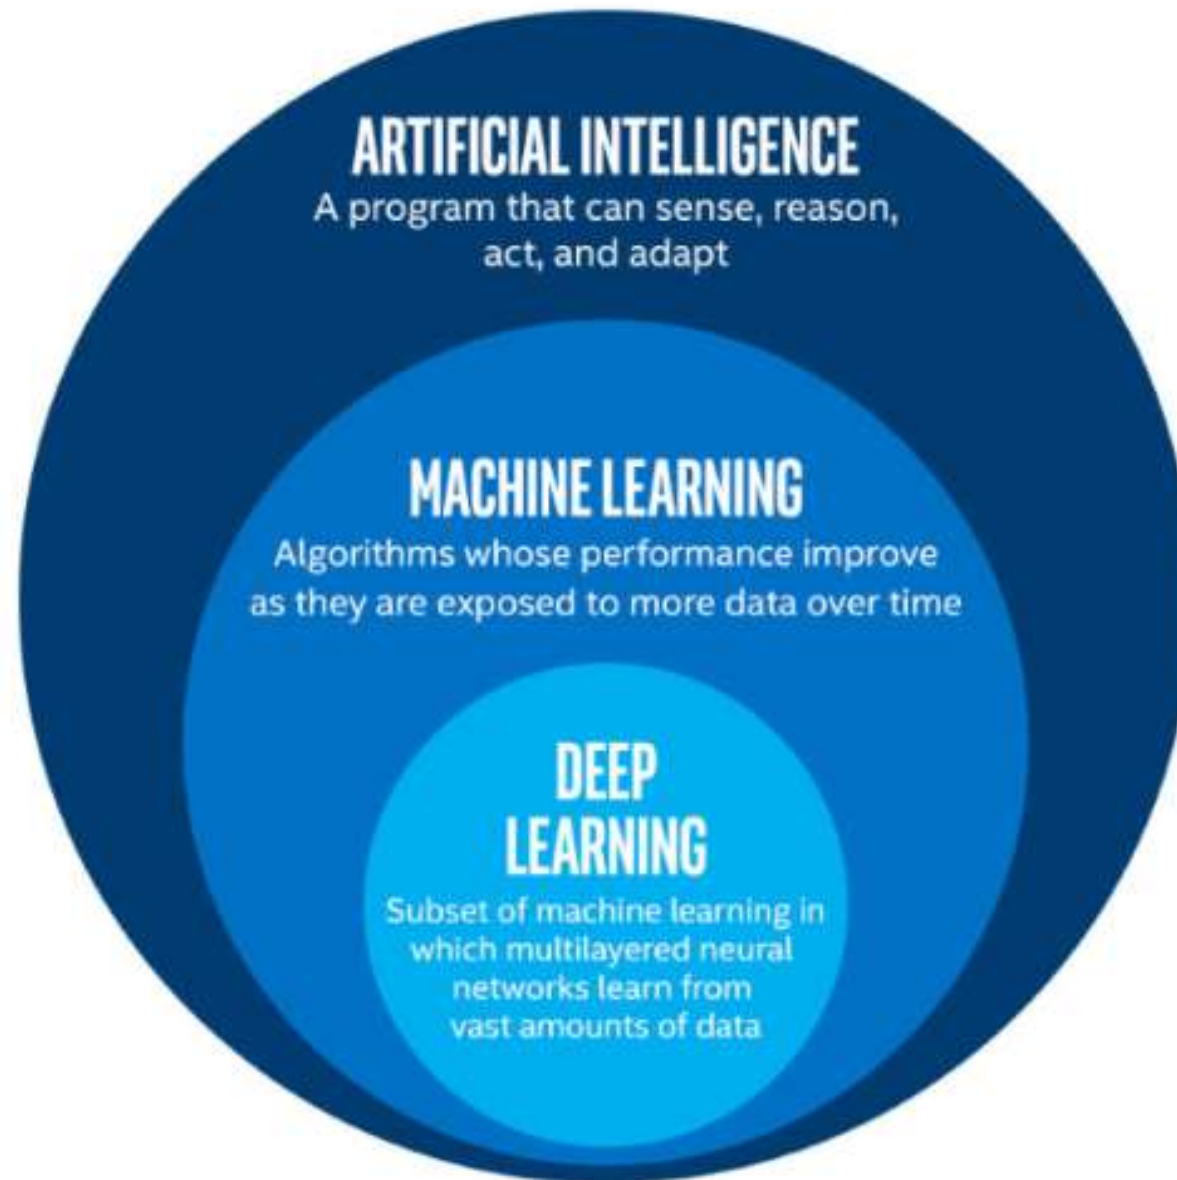 ARTIFICIAL INTELLIGENCE
A program that can sense, reason,
act, and adapt
MACHINE LEARNING
Algorithms whose performance improve
as they are exposed to more data over time
DEEP
LEARNING
Subset of machine learning in
which multilayered neural
networks learn from
vast amounts of data